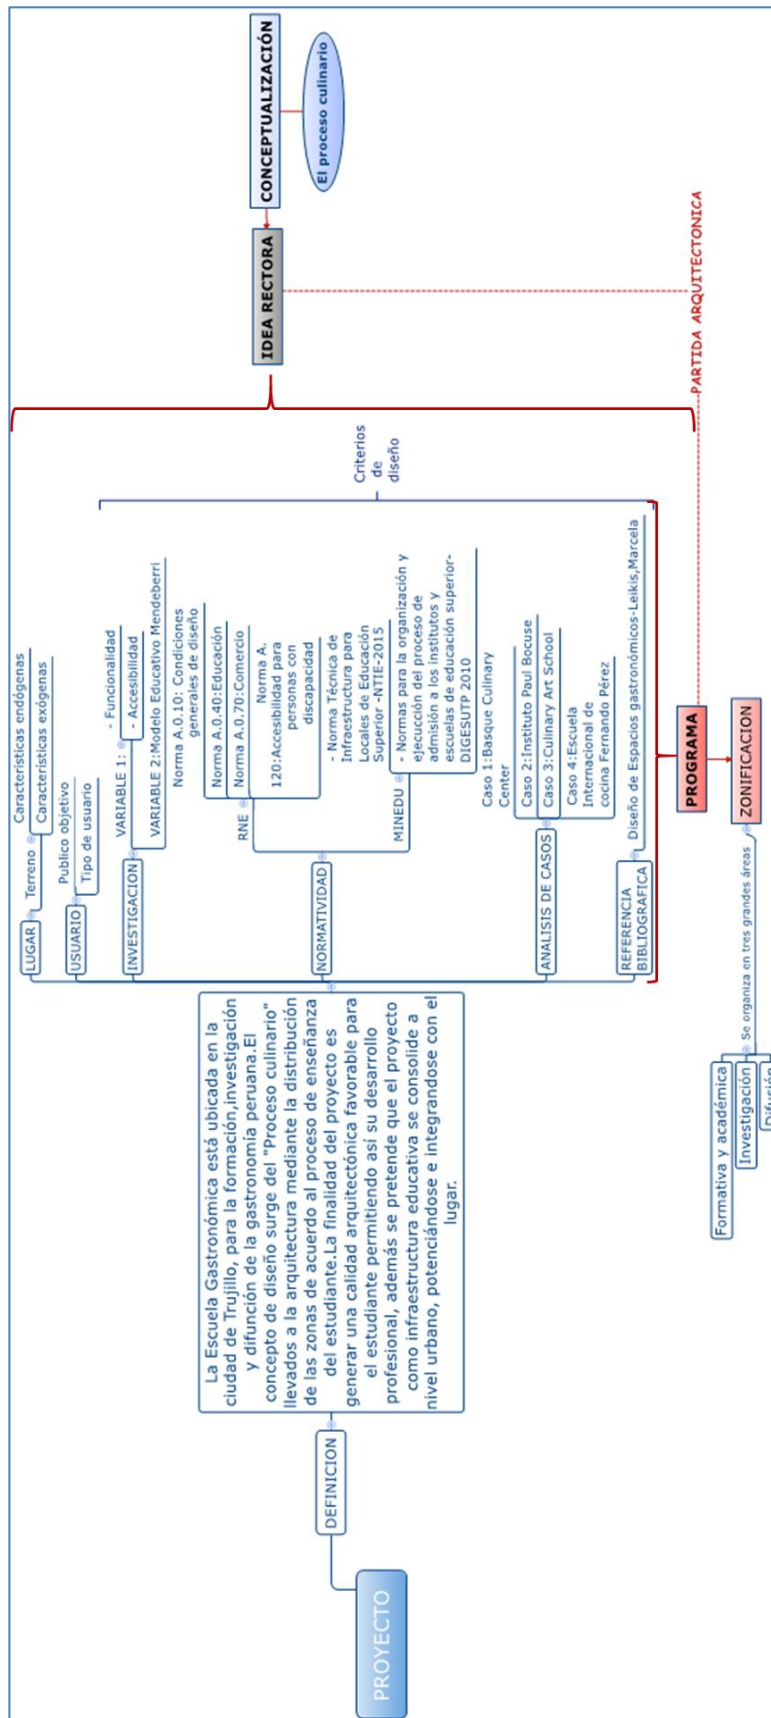 PROYECTO
DEFINICION
La Escuela Gastronómica está ubicada en la
ciudad de Trujillo, para la formación,investigación
y difunción de la gastronomía peruana.El
concepto de diseño surge del "Proceso culinario"
llevados a la arquitectura mediante la distribución
de las zonas de acuerdo al proceso de enseñanza
del estudiante.La finalidad del proyecto es
generar una calidad arquitectónica favorable para
el estudiante permitiendo así su desarrollo
profesional, además se pretende que el proyecto
como infraestructura educativa se consolide a
nivel urbano, potenciándose e integrandose con el
lugar.
LUGAR
Terreno
Características endógenas
Características exógenas
USUARIO
Publico objetivo
Tipo de usuario
INVESTIGACION
VARIABLE 1:
- Funcionalidad
- Accesibilidad
VARIABLE 2:Modelo Educativo Mendeberri
NORMATIVIDAD
RNE
Norma A.0.10: Condiciones
generales de diseño
Norma A.0.40:Educación
Norma A.0.70:Comercio
Norma A.
120:Accesibilidad para
personas con
discapacidad
MINEDU
- Norma Técnica de
Infraestructura para
Locales de Educación
Superior -NTIE-2015
- Normas para la organización y
ejecucción del proceso de
admisión a los institutos y
escuelas de educación superior-
DIGESUTP 2010
ANALISIS DE CASOS
Caso 1:Basque Culinary
Center
Caso 2:Instituto Paul Bocuse
Caso 3:Culinary Art School
Caso 4:Escuela
Internacional de
cocina Fernando Pérez
REFERENCIA
BIBLIOGRAFICA
Diseño de Espacios gastronómicos-Leikis,Marcela
Criterios
de
diseño
IDEA RECTORA
CONCEPTUALIZACIÓN
El proceso culinario
PARTIDA ARQUITECTONICA
PROGRAMA
ZONIFICACION
Se organiza en tres grandes áreas
Formativa y académica
Investigación
Difusión